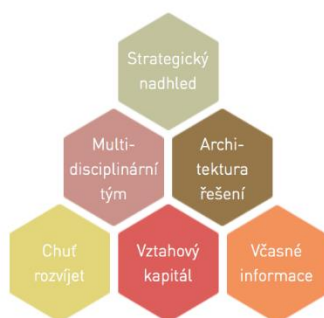 Strategický
nadhled
Multi-
disciplinární
tým
Archi-
tektura
řešení
Chuť
rozvíjet
Vztahový
kapitál
Včasné
informace